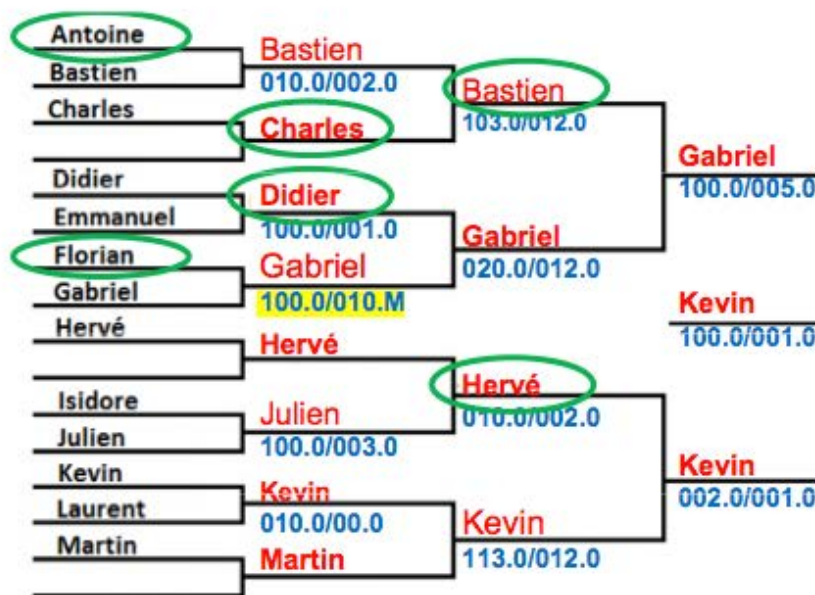 Antoine
Bastien
Charles
Didier
Emmanuel
Florian
Gabriel
Hervé
Isidore
Julien
Kevin
Laurent
Martin
Bastien
010.0/002.0
Charles
Didier
100.0/001.0
Gabriel
100.0/010.M
Hervé
Julien
100.0/003.0
Kevin
010.0/00.0
Martin
Bastien
103.0/012.0
Gabriel
020.0/012.0
Hervé
010.0/002.0
Kevin
113.0/012.0
Gabriel
100.0/005.0
Kevin
100.0/001.0
Kevin
002.0/001.0